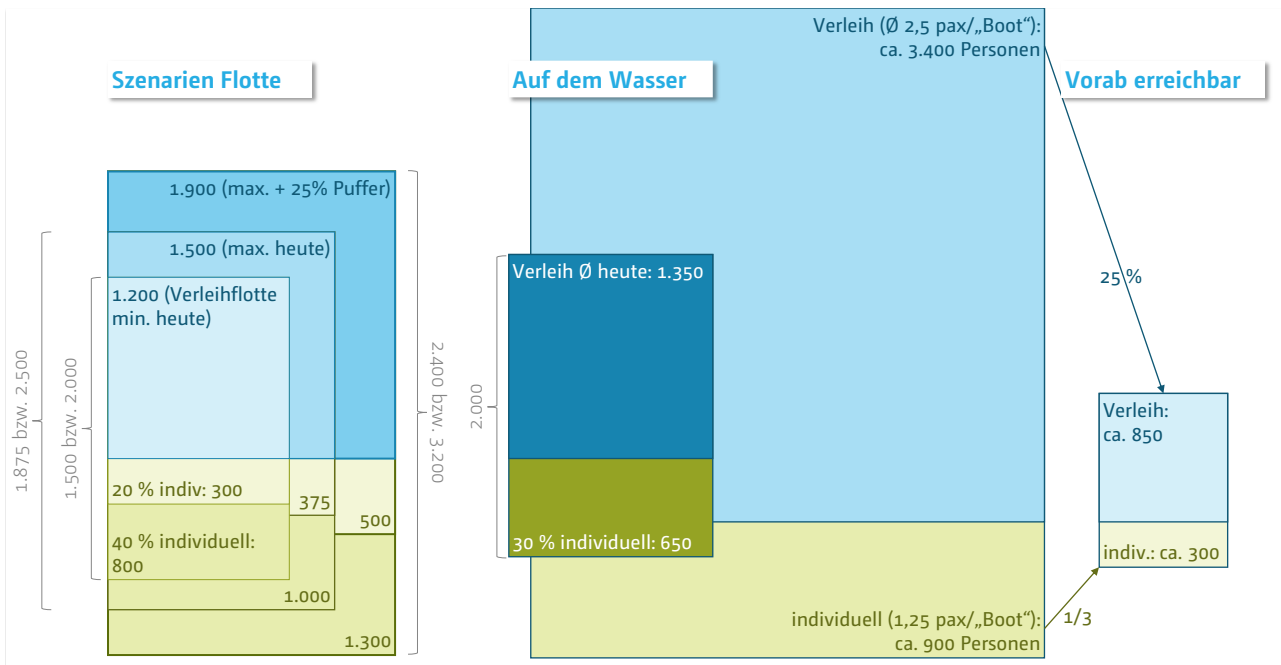 Szenarien Flotte
1.900 (max. + 25% Puffer)
1.500 (max. heute)
1.200 (Verleihflotte
min. heute)
20 % indiv: 300
375
500
40 % individuell:
800
1.000
1.300
1.875 bzw. 2.500
1.500 bzw. 2.000
2.400 bzw. 3.200
Auf dem Wasser
Verleih (Ø 2,5 pax/„Boot“):
ca. 3.400 Personen
Verleih Ø heute: 1.350
30 % individuell: 650
2.000
individuell (1,25 pax/„Boot“):
ca. 900 Personen
Vorab erreichbar
25 %
Verleih:
ca. 850
indiv.: ca. 300
1/3